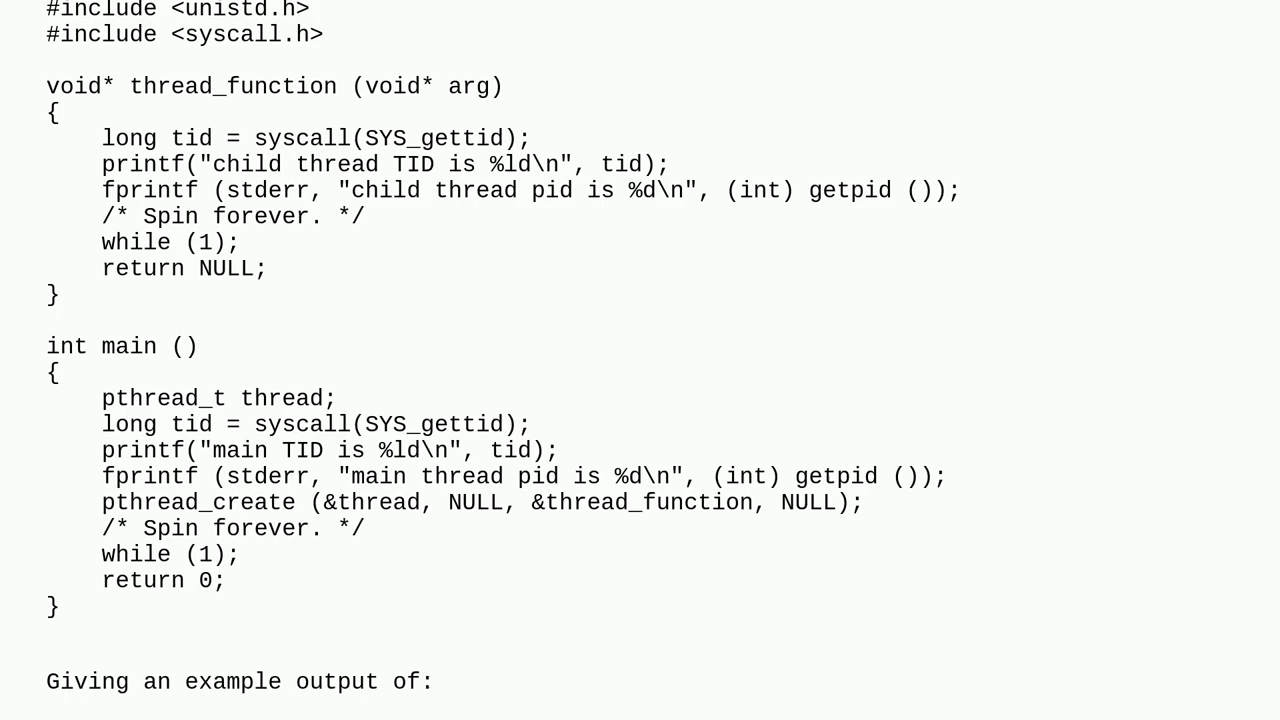 #include <unistd.h>
#include <syscall.h>
void* thread_function (void* arg)
{
    long tid = syscall(SYS_gettid);
    printf("child thread TID is %ld\n", tid);
    fprintf (stderr, "child thread pid is %d\n", (int) getpid ());
    /* Spin forever. */
    while (1);
    return NULL;
}
int main ()
{
    pthread_t thread;
    long tid = syscall(SYS_gettid);
    printf("main TID is %ld\n", tid);
    fprintf (stderr, "main thread pid is %d\n", (int) getpid ());
    pthread_create (&thread, NULL, &thread_function, NULL);
    /* Spin forever. */
    while (1);
    return 0;
}
Giving an example output of: